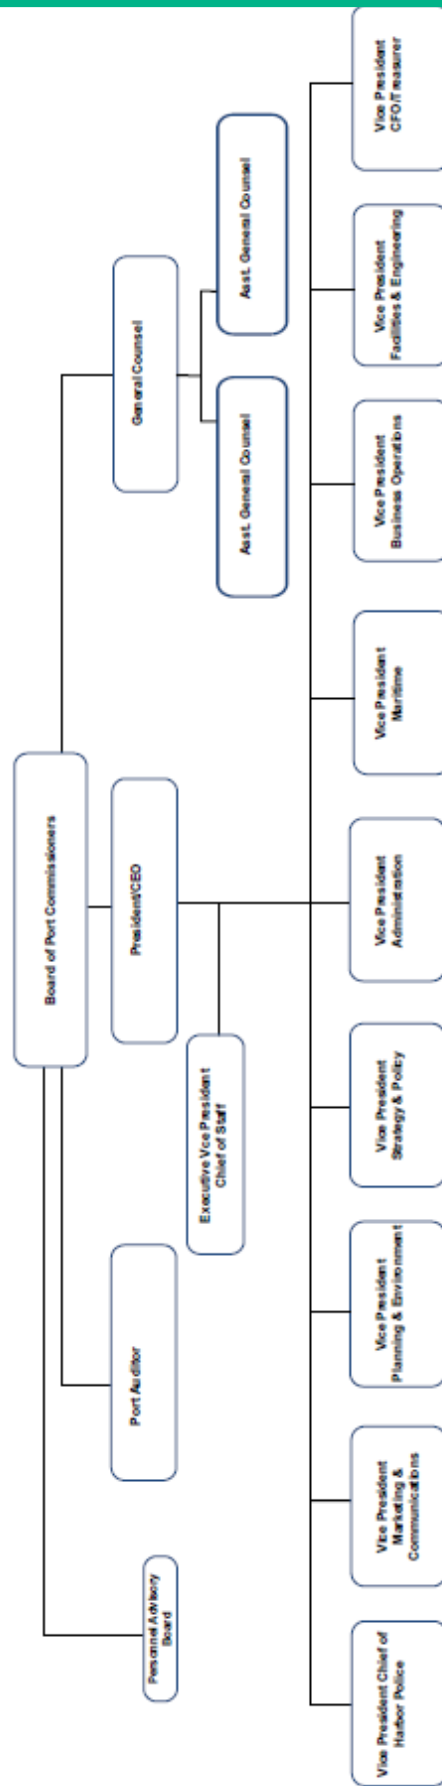 Board of Port Commissioners
Personnel Advisory
Board
Port Auditor
President/CEO
General Counsel
Executive Vce President
Chief of Staff
Asst. General Counsel
Asst. General Counsel
Vice President Chief of
Harbor Police
Vice President
Marketing &
Communications
Vice President
Planning & Environment
Vice President
Strategy & Policy
Vice President
Administration
Vice President
Maritime
Vice President
Business Operations
Vice President
Facilities & Engineering
Vice President
CFO/Treasurer